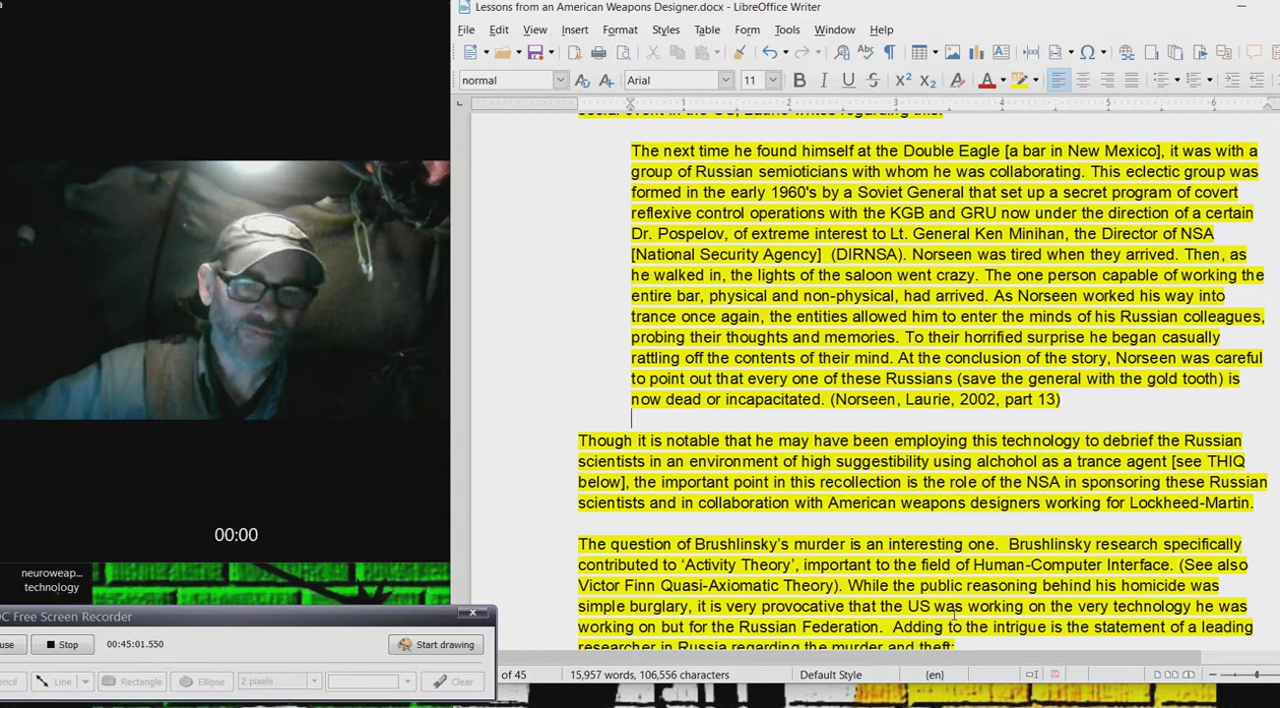 Lessons from an American Weapons Designer.docx - LibreOffice Writer
File Edit View Insert Format Styles Table Form Tools Window Help
normal Arial 11
1 2 3 4 5 6
The next time he found himself at the Double Eagle [a bar in New Mexico], it was with a
group of Russian semioticians with whom he was collaborating. This eclectic group was
formed in the early 1960's by a Soviet General that set up a secret program of covert
reflexive control operations with the KGB and GRU now under the direction of a certain
Dr. Pospelov, of extreme interest to Lt. General Ken Minihan, the Director of NSA
[National Security Agency] (DIRNSA). Norseen was tired when they arrived. Then, as
he walked in, the lights of the saloon went crazy. The one person capable of working the
entire bar, physical and non-physical, had arrived. As Norseen worked his way into
trance once again, the entities allowed him to enter the minds of his Russian colleagues,
probing their thoughts and memories. To their horrified surprise he began casually
rattling off the contents of their mind. At the conclusion of the story, Norseen was careful
to point out that every one of these Russians (save the general with the gold tooth) is
now dead or incapacitated. (Norseen, Laurie, 2002, part 13)
Though it is notable that he may have been employing this technology to debrief the Russian
scientists in an environment of high suggestibility using alchohol as a trance agent [see THIQ
below], the important point in this recollection is the role of the NSA in sponsoring these Russian
scientists and in collaboration with American weapons designers working for Lockheed-Martin.
The question of Brushlinsky's murder is an interesting one. Brushlinsky research specifically
contributed to 'Activity Theory', important to the field of Human-Computer Interface. (See also
Victor Finn Quasi-Axiomatic Theory). While the public reasoning behind his homicide was
simple burglary, it is very provocative that the US was working on the very technology he was
working on but for the Russian Federation. Adding to the intrigue is the statement of a leading
researcher in Russia regarding the murder and theft:
of 45 15,957 words, 106,556 characters Default Style (en)
00:00
neuroweap...
technology
DC Free Screen Recorder
use Stop 00:45:01.550 Start drawing
encil Line Rectangle Ellipse 2 pixels Clear